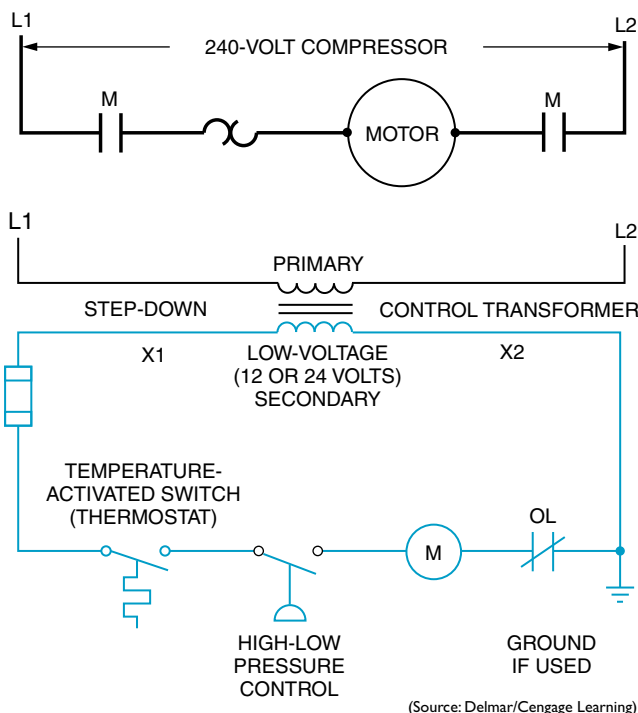 L1
L2
240-VOLT COMPRESSOR
M
MOTOR
M
L1
L2
PRIMARY
STEP-DOWN
CONTROL TRANSFORMER
X1
LOW-VOLTAGE
(12 OR 24 VOLTS)
SECONDARY
X2
TEMPERATURE-
ACTIVATED SWITCH
(THERMOSTAT)
M
OL
HIGH-LOW
PRESSURE
CONTROL
GROUND
IF USED
(Source: Delmar/Cengage Learning)